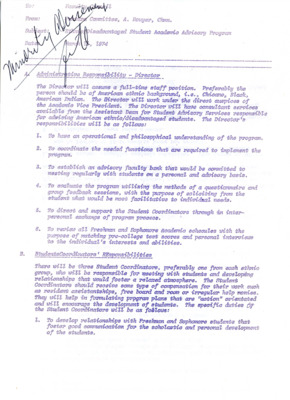 From: Committee, A. Senyer, Chmn.
Disadvantaged Student Academic Advisory Program
1974
A. Administration Responsibility - Director
The Director will assume a full-time staff position. Preferably the
person should be of American ethnic background, i.e., Chicano, Black,
American Indian. The Director will work under the direct auspices of
the Academic Vice President. The Director will have consultant services
available from the Assistant Dean for Student Advisory Services responsible
for advising American ethnic/disadvantaged students. The Director's
responsibilities will be as follows:
1. To have an operational and philosophical understanding of the program.
2. To coordinate the needed functions that are required to implement the
program.
3. To establish an advisory faculty bank that would be committed to
meeting regularly with students on a personal and advisory basis.
4. To evaluate the program utilizing the methods of a questionnaire and
group feedback sessions, with the purpose of soliciting from the
student what would be most facilitative to individual needs.
5. To direct and support the Student Coordinators through an inter-
personal exchange of program process.
6. To review all Freshman and Sophomore Academic schedules with the
purpose of matching pre-college test scores and personal interviews
to the individual's interests and abilities.
B. Student Coordinators' Responsibilities
There will be three Student Coordinators, preferably one from each ethnic
group, who will be responsible for meeting with students and developing
relationships that would foster a relaxed atmosphere. The Student
Coordinators should receive some type of compensation for their work such
as resident assistantships, free board and room or irregular help monies.
They will help in formulating program plans that are "action" orientated
and will encourage the development of students. The specific duties of
the Student Coordinators will be as follows:
1. To develop relationships with Freshman and Sophomore students that
foster good communication for the scholastic and personal development
of the students.